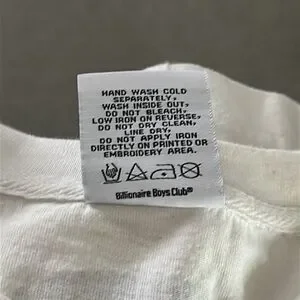 HAND WASH COLD
SEPARATELY,
WASH INSIDE OUT,
DO NOT BLEACH,
LOW IRON ON REVERSE,
DO NOT DRY CLEAN,
LINE DRY,
DO NOT APPLY IRON
DIRECTLY ON PRINTED OR
EMBROIDERY AREA.
Billionaire Boys Club®